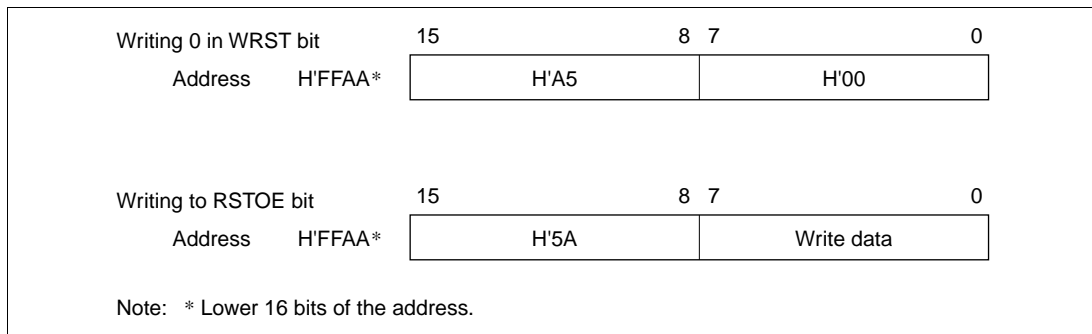 Writing 0 in WRST bit 15 8 7 0
Address H'FFAA* H'A5 H'00
Writing to RSTOE bit 15 8 7 0
Address H'FFAA* H'5A Write data
Note: * Lower 16 bits of the address.